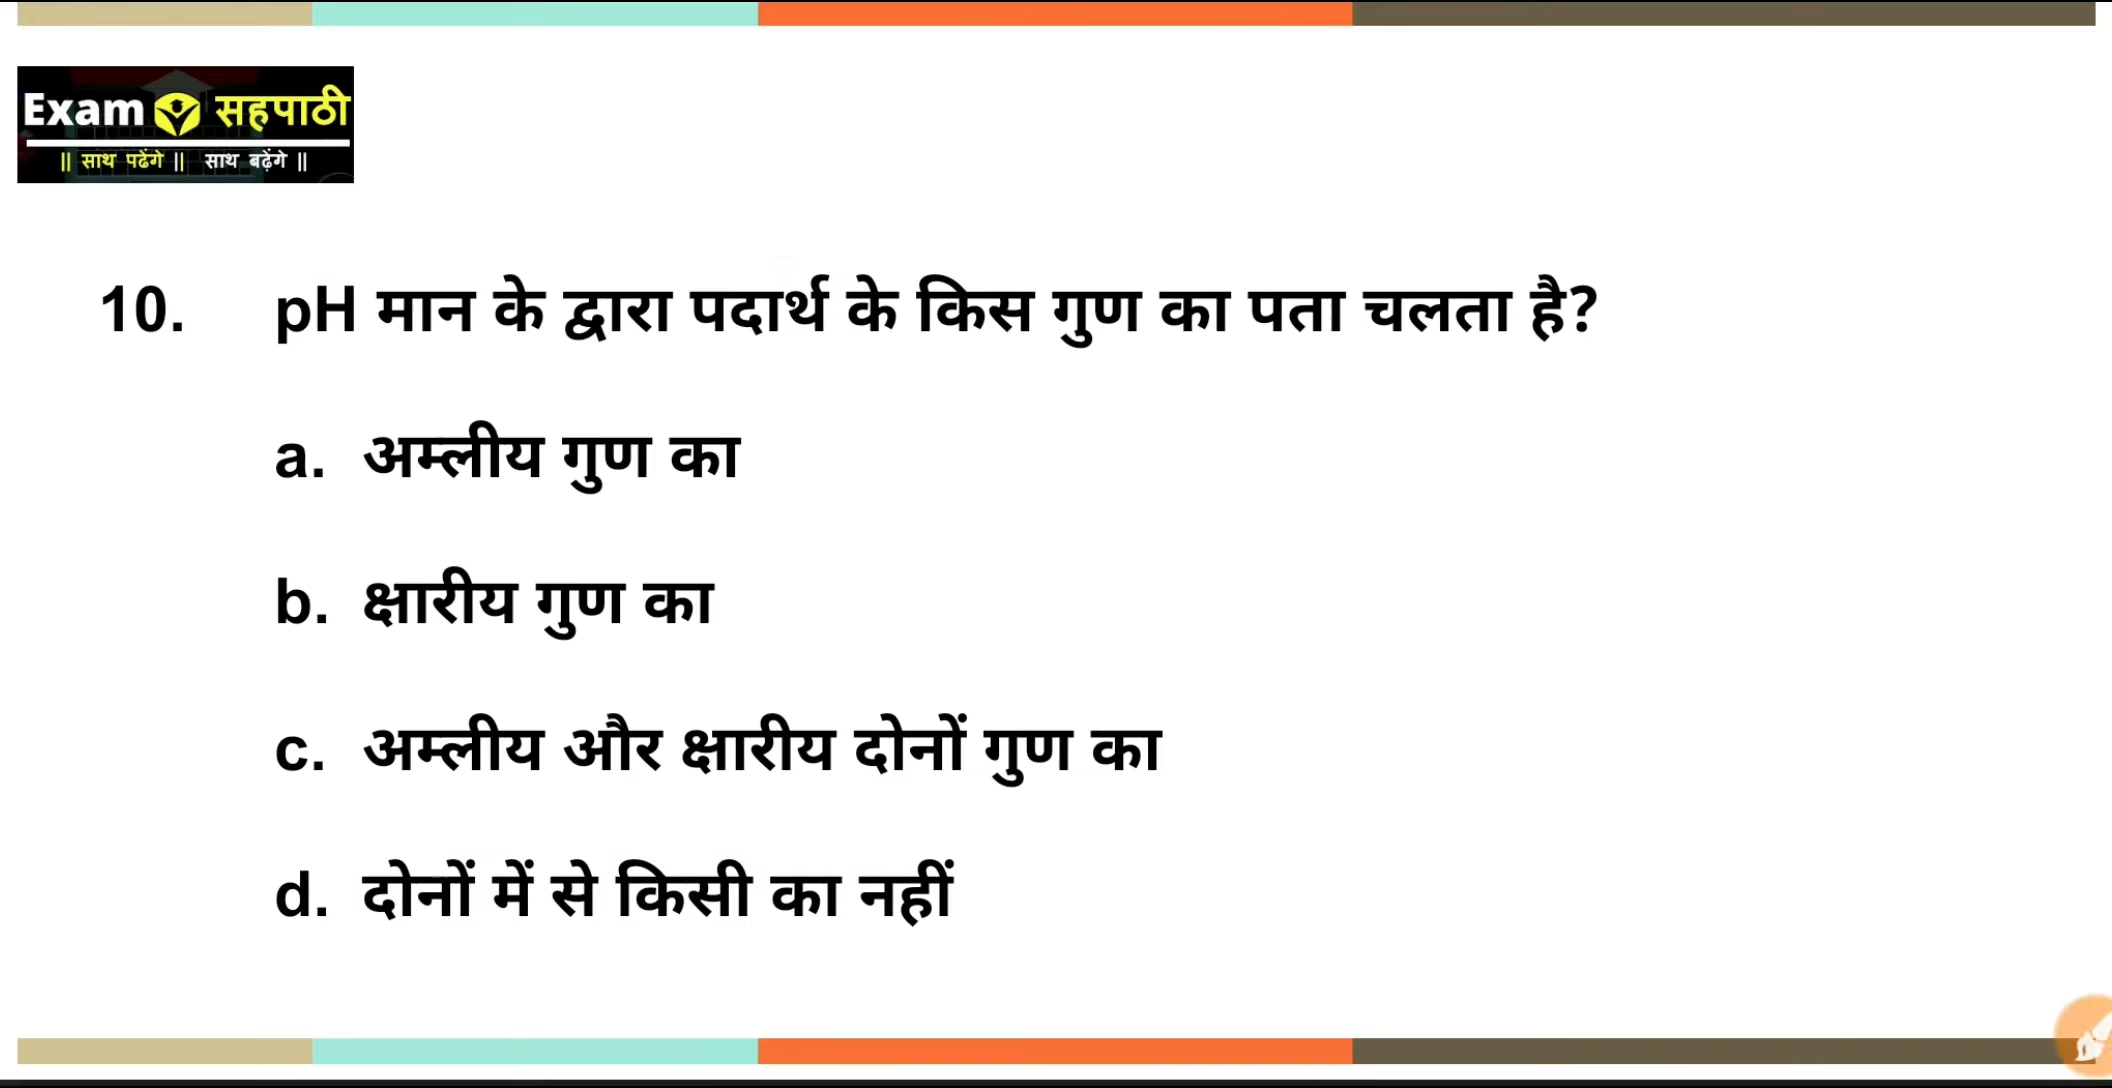 Exam सहपाठी
|| साथ पढेंगे || साथ बढ़ेंगे ||
10. pH मान के द्वारा पदार्थ के किस गुण का पता चलता है?
a. अम्लीय गुण का
b. क्षारीय गुण का
c. अम्लीय और क्षारीय दोनों गुण का
d. दोनों में से किसी का नहीं